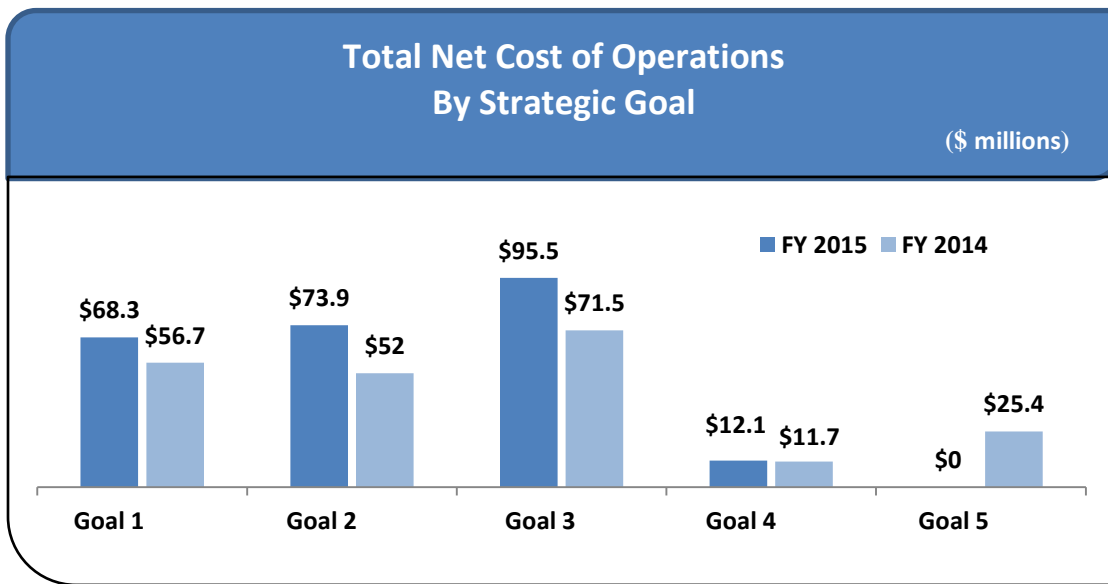 Total Net Cost of Operations
By Strategic Goal
($ millions)
FY 2015 FY 2014
$68.3 $56.7 $73.9 $52 $95.5 $71.5 $12.1 $11.7 $0 $25.4
Goal 1 Goal 2 Goal 3 Goal 4 Goal 5